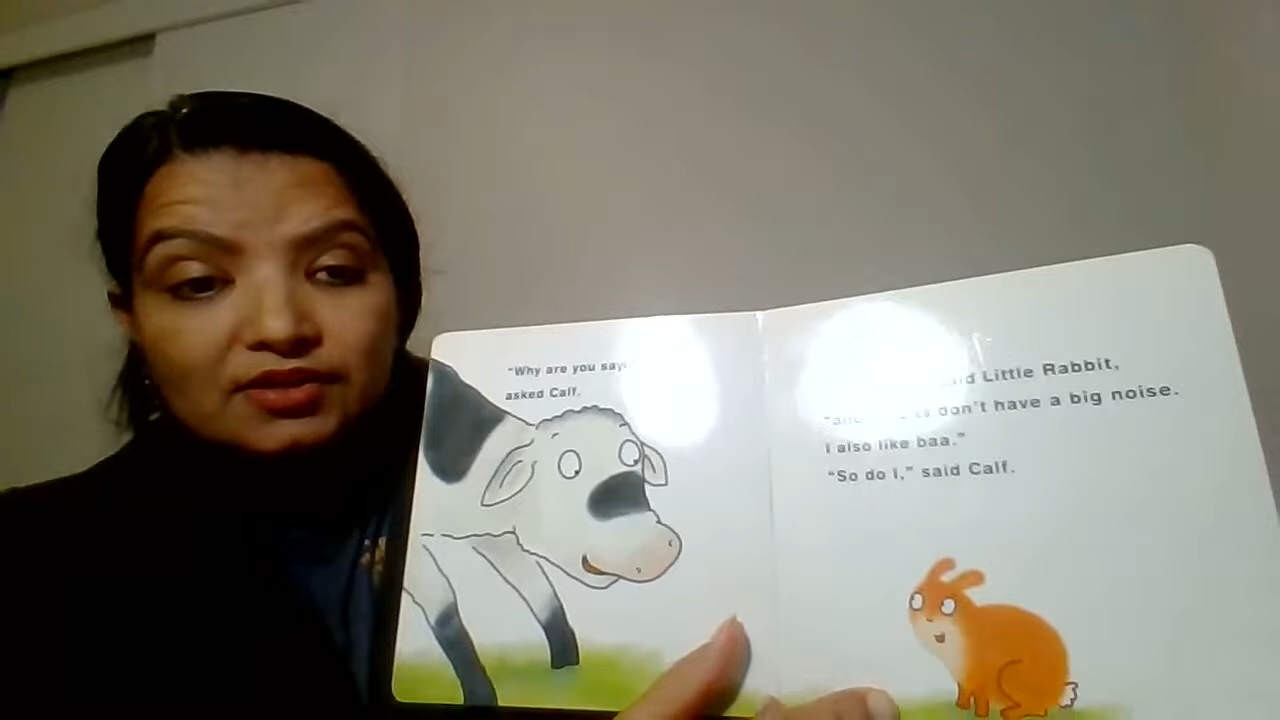 "Why are you say
asked Calf.
said Little Rabbit,
don't have a big noise.
I also like baa."
"So do I," said Calf.